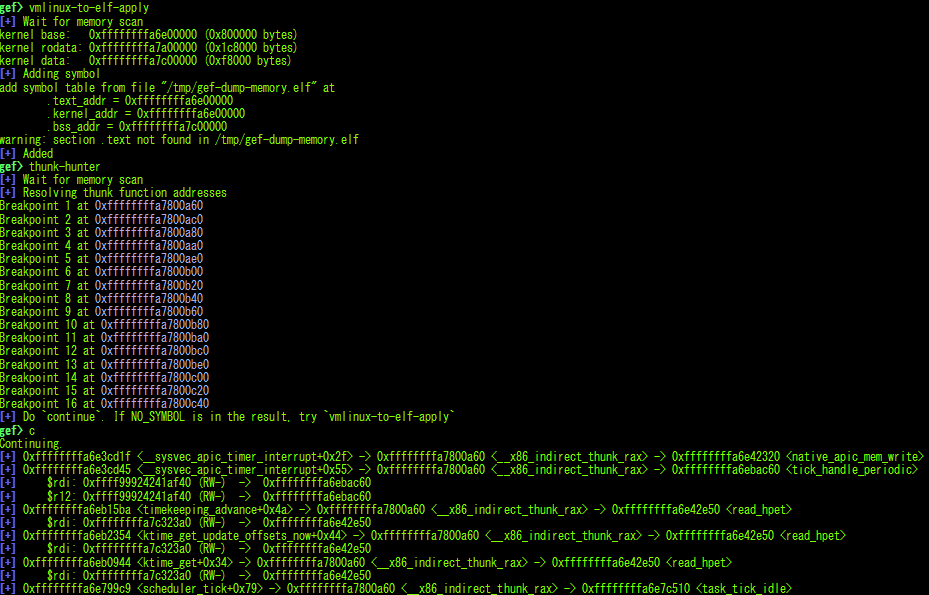 gef> vmlinux-to-elf-apply
[+] Wait for memory scan
kernel base:   0xffffffffa6e00000 (0x800000 bytes)
kernel rodata: 0xffffffffa7a00000 (0x1c8000 bytes)
kernel data:   0xffffffffa7c00000 (0xf8000 bytes)
[+] Adding symbol
add symbol table from file "/tmp/gef-dump-memory.elf" at
        .text_addr = 0xffffffffa6e00000
        .kernel_addr = 0xffffffffa6e00000
        .bss_addr = 0xffffffffa7c00000
warning: section .text not found in /tmp/gef-dump-memory.elf
[+] Added
gef> thunk-hunter
[+] Wait for memory scan
[+] Resolving thunk function addresses
Breakpoint 1 at 0xffffffffa7800a60
Breakpoint 2 at 0xffffffffa7800ac0
Breakpoint 3 at 0xffffffffa7800a80
Breakpoint 4 at 0xffffffffa7800aa0
Breakpoint 5 at 0xffffffffa7800ae0
Breakpoint 6 at 0xffffffffa7800b00
Breakpoint 7 at 0xffffffffa7800b20
Breakpoint 8 at 0xffffffffa7800b40
Breakpoint 9 at 0xffffffffa7800b60
Breakpoint 10 at 0xffffffffa7800b80
Breakpoint 11 at 0xffffffffa7800ba0
Breakpoint 12 at 0xffffffffa7800bc0
Breakpoint 13 at 0xffffffffa7800be0
Breakpoint 14 at 0xffffffffa7800c00
Breakpoint 15 at 0xffffffffa7800c20
Breakpoint 16 at 0xffffffffa7800c40
[+] Do `continue`. If NO_SYMBOL is in the result, try `vmlinux-to-elf-apply`
gef> c
Continuing.
[+] 0xffffffffa6e3cd1f <__sysvec_apic_timer_interrupt+0x2f> -> 0xffffffffa7800a60 <__x86_indirect_thunk_rax> -> 0xffffffffa6e42320 <native_apic_mem_write>
[+] 0xffffffffa6e3cd45 <__sysvec_apic_timer_interrupt+0x55> -> 0xffffffffa7800a60 <__x86_indirect_thunk_rax> -> 0xffffffffa6ebac60 <tick_handle_periodic>
[+]     $rdi: 0xffff99924241af40 (RW-)  ->  0xffffffffa6ebac60
[+]     $r12: 0xffff99924241af40 (RW-)  ->  0xffffffffa6ebac60
[+] 0xffffffffa6eb15ba <timekeeping_advance+0x4a> -> 0xffffffffa7800a60 <__x86_indirect_thunk_rax> -> 0xffffffffa6e42e50 <read_hpet>
[+]     $rdi: 0xffffffffa7c323a0 (RW-)  ->  0xffffffffa6e42e50
[+] 0xffffffffa6eb2354 <ktime_get_update_offsets_now+0x44> -> 0xffffffffa7800a60 <__x86_indirect_thunk_rax> -> 0xffffffffa6e42e50 <read_hpet>
[+]     $rdi: 0xffffffffa7c323a0 (RW-)  ->  0xffffffffa6e42e50
[+] 0xffffffffa6eb0944 <ktime_get+0x34> -> 0xffffffffa7800a60 <__x86_indirect_thunk_rax> -> 0xffffffffa6e42e50 <read_hpet>
[+]     $rdi: 0xffffffffa7c323a0 (RW-)  ->  0xffffffffa6e42e50
[+] 0xffffffffa6e799c9 <scheduler_tick+0x79> -> 0xffffffffa7800a60 <__x86_indirect_thunk_rax> -> 0xffffffffa6e7c510 <task_tick_idle>